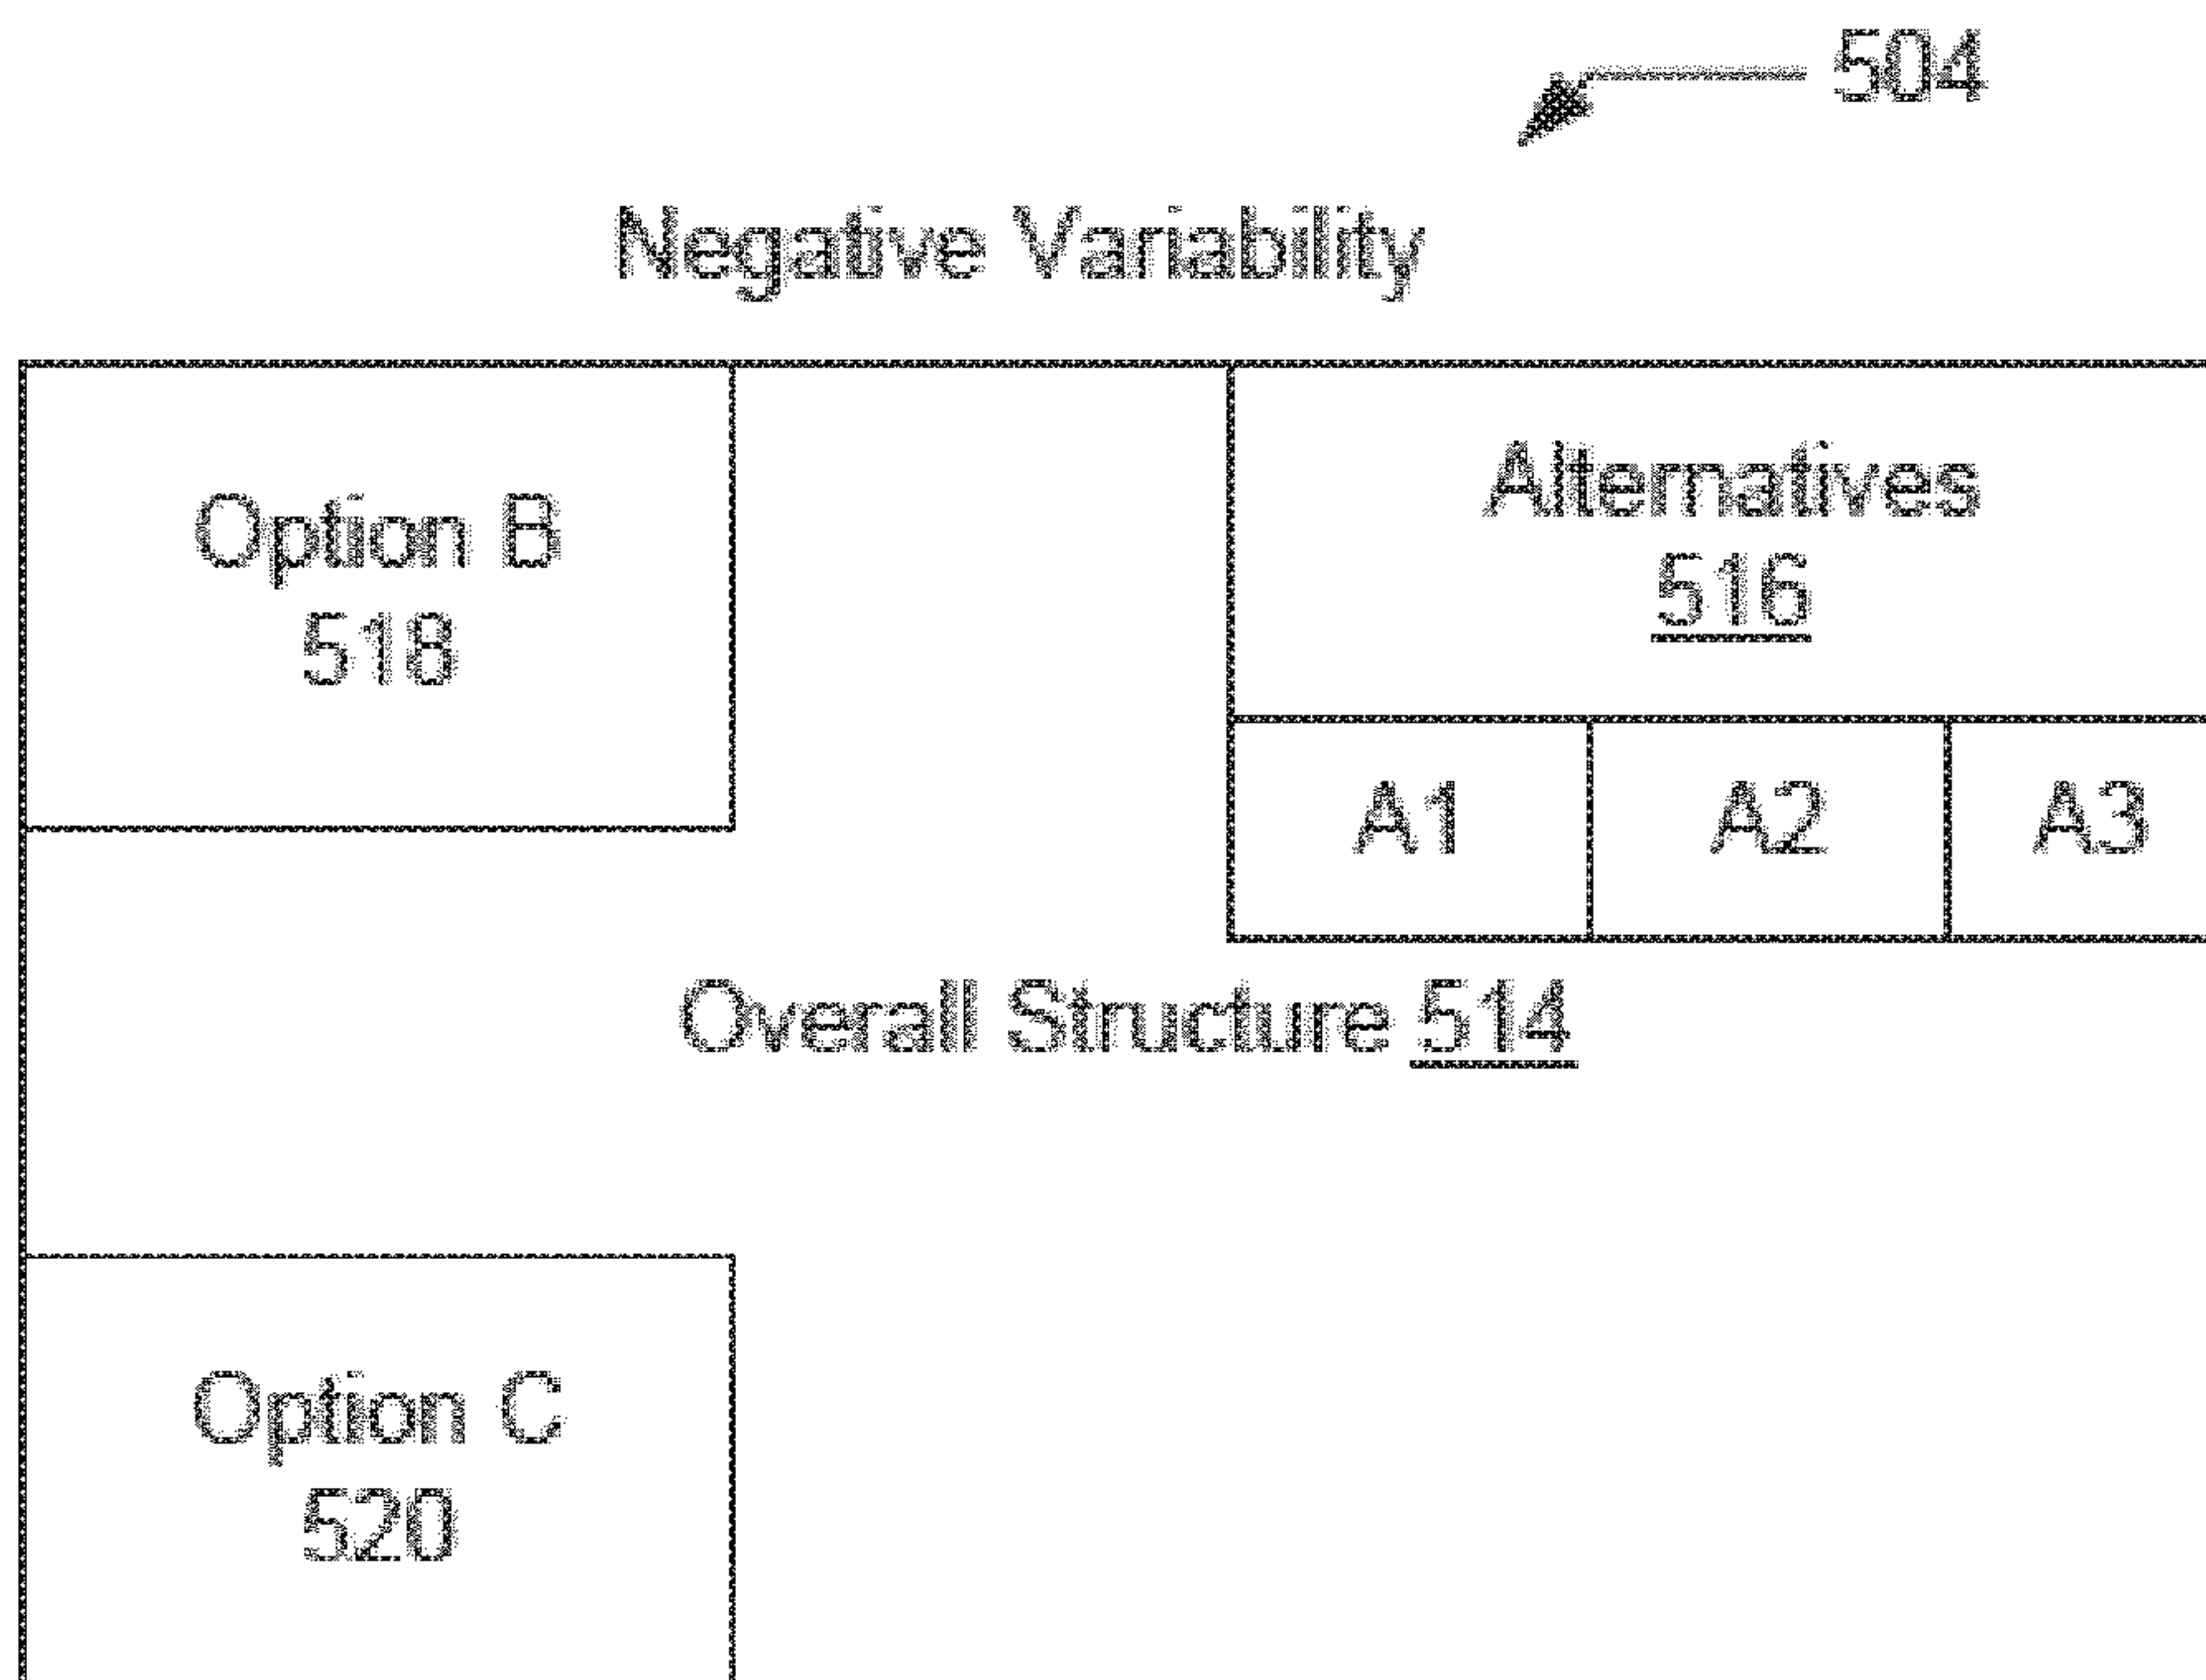 504
Negative Variability
Option B
518
Alternatives
516
A1 A2 A3
Overall Structure 514
Option C
520